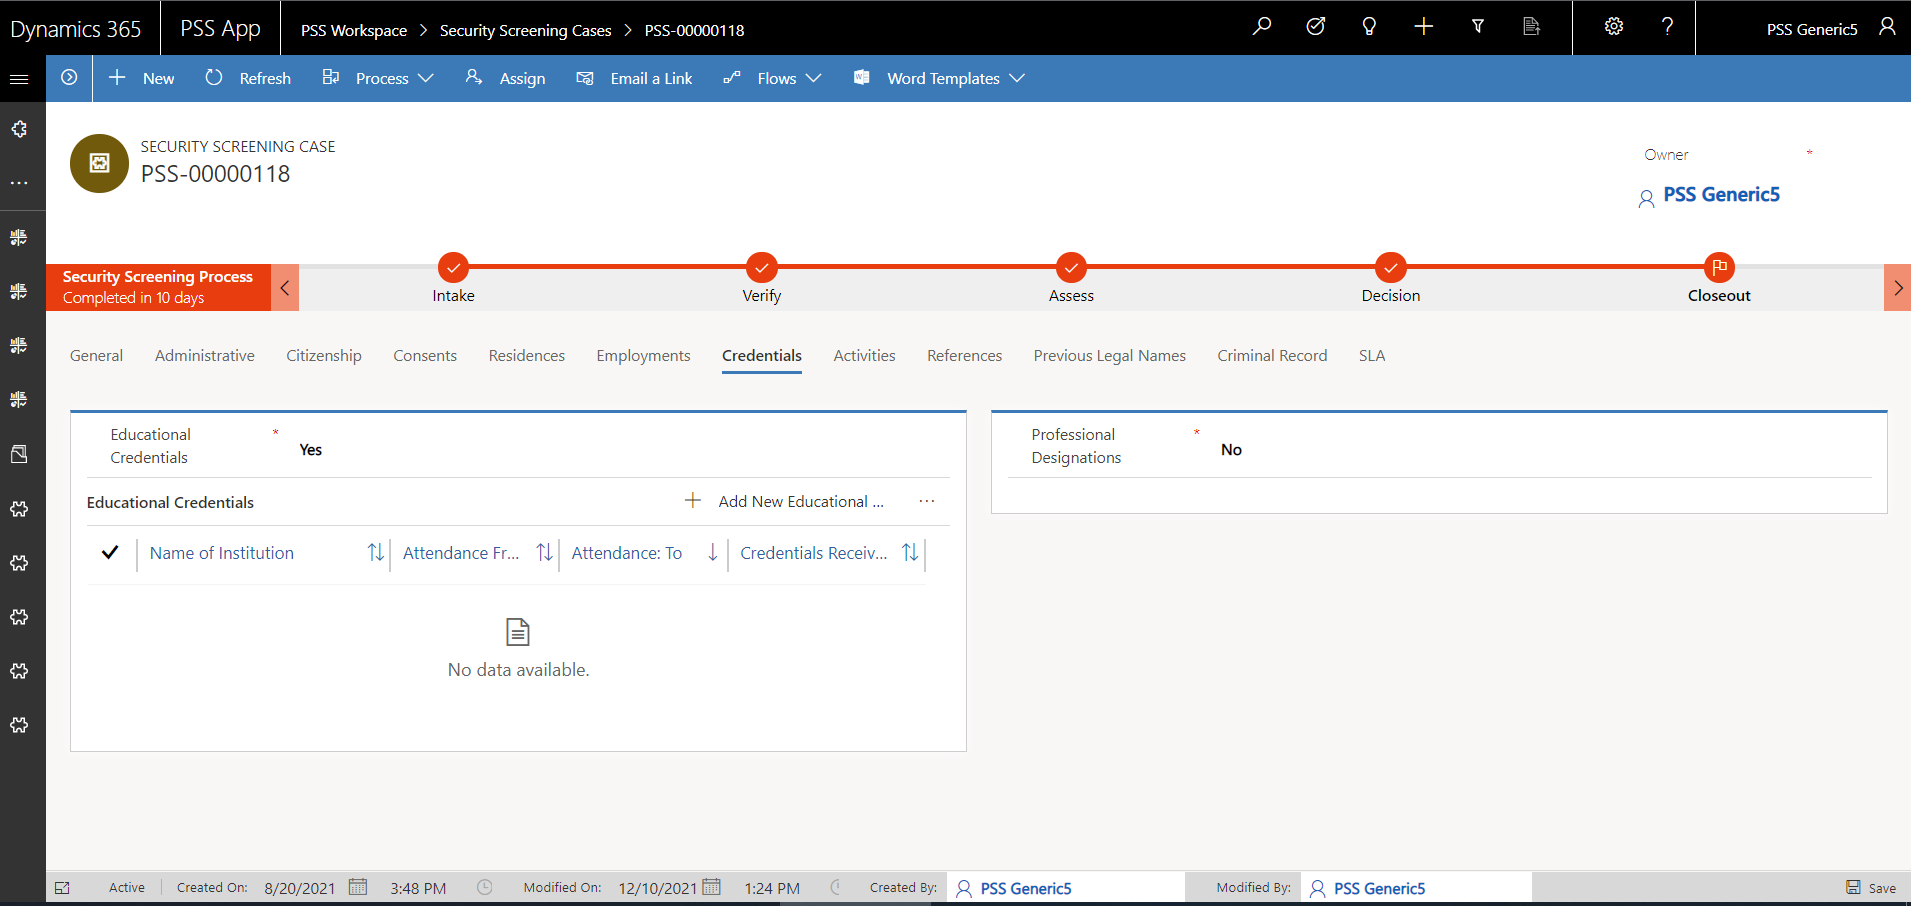 Dynamics 365 PSS App PSS Workspace > Security Screening Cases > PSS-00000118 ? PSS Generic5
New Refresh Process Assign Email a Link Flows Word Templates
SECURITY SCREENING CASE
PSS-00000118
Owner *
PSS Generic5
Security Screening Process
Completed in 10 days
Intake Verify Assess Decision Closeout
General Administrative Citizenship Consents Residences Employments Credentials Activities References Previous Legal Names Criminal Record SLA
Educational Credentials * Yes
Professional Designations * No
Educational Credentials + Add New Educational ... ...
Name of Institution Attendance Fr... Attendance: To Credentials Receiv...
No data available.
Active Created On: 8/20/2021 3:48 PM Modified On: 12/10/2021 1:24 PM Created By: PSS Generic5 Modified By: PSS Generic5 Save